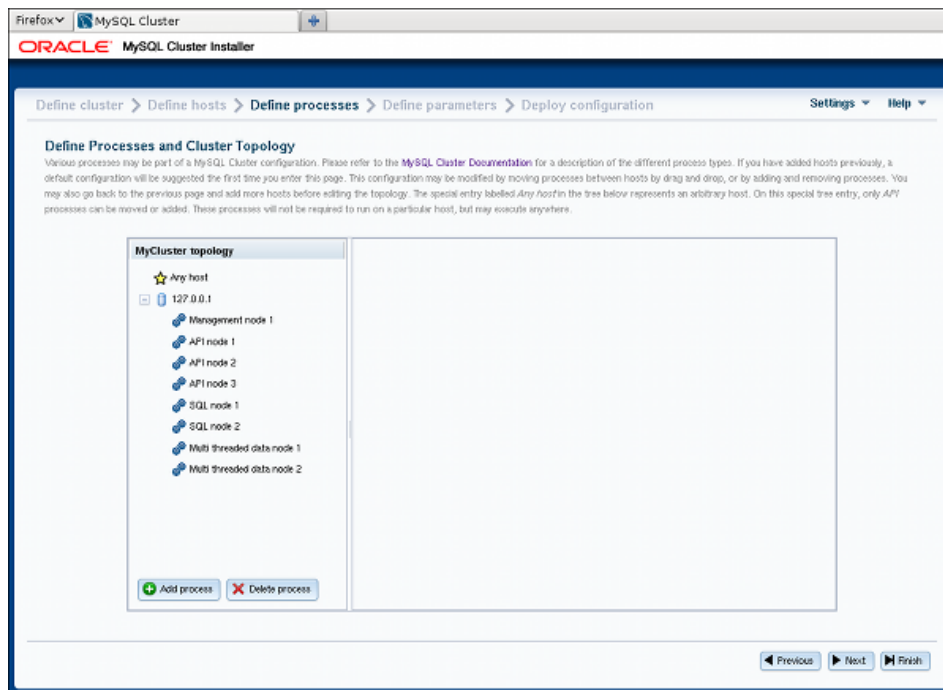 Firefox MySQL Cluster
ORACLE MySQL Cluster Installer
Define cluster Define hosts Define processes Define parameters Deploy configuration Settings Help
Define Processes and Cluster Topology
Various processes may be part of a MySQL Cluster configuration. Please refer to the MySQL Cluster Documentation for a description of the different process types. If you have added hosts previously, a
default configuration will be suggested the first time you enter this page. This configuration may be modified by moving processes between hosts by drag and drop, or by adding and removing processes. You
may also go back to the previous page and add more hosts before editing the topology. The special entry labelled Any host in the tree below represents an arbitrary host. On this special tree entry, only API
processes can be moved or added. These processes will not be required to run on a particular host, but may execute anywhere.
MyCluster topology
Any host
127.0.0.1
Management node 1
API node 1
API node 2
API node 3
SQL node 1
SQL node 2
Multi threaded data node 1
Multi threaded data node 2
Add process Delete process
Previous Next Finish